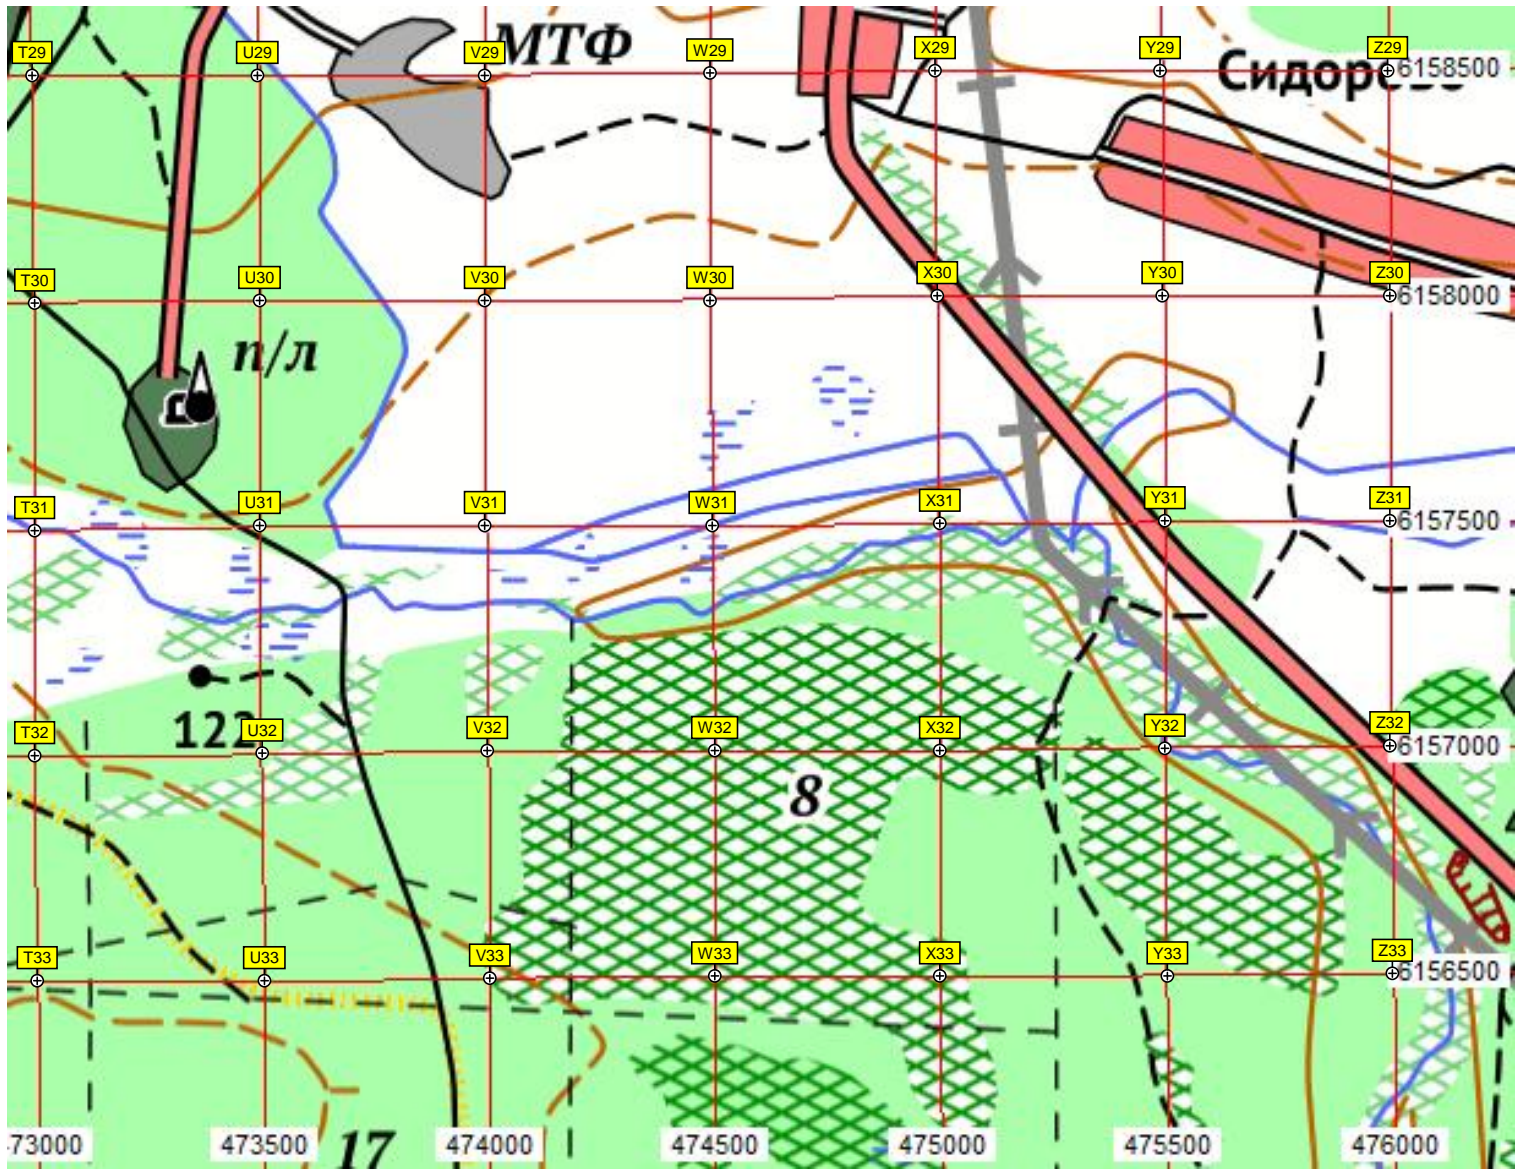 МТФ
T29 U29 V29 W29 X29 Y29 Z29
Сидорово
6158500
T30 U30 V30 W30 X30 Y30 Z30
6158000
п/л
T31 U31 V31 W31 X31 Y31 Z31
6157500
T32 U32 V32 W32 X32 Y32 Z32
122
6157000
8
T33 U33 V33 W33 X33 Y33 Z33
6156500
73000 473500 474000 474500 475000 475500 476000
17